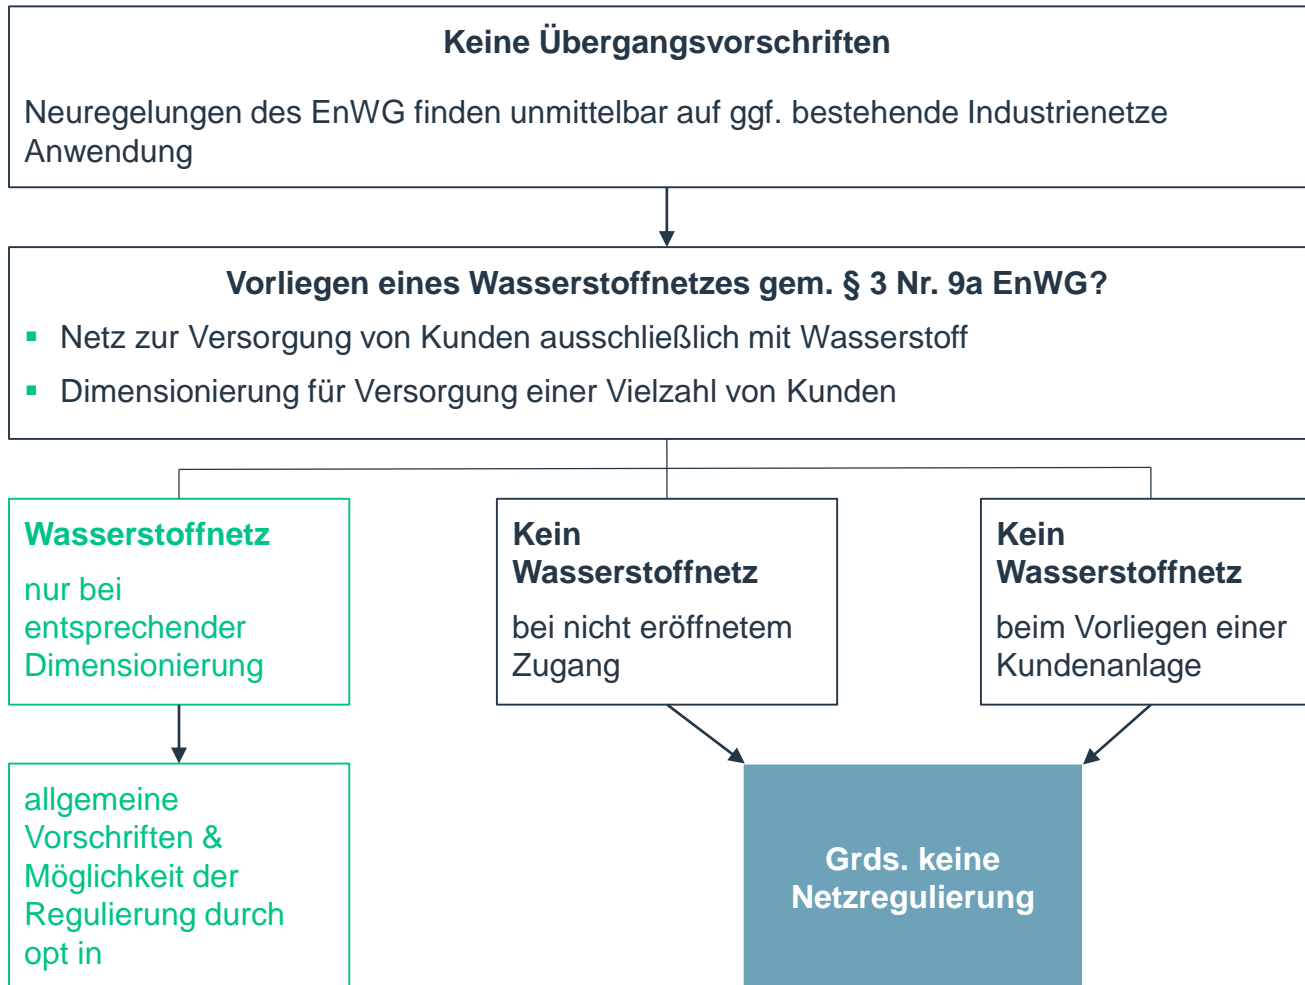 Keine Übergangsvorschriften
Neuregelungen des EnWG finden unmittelbar auf ggf. bestehende Industrienetze
Anwendung
Vorliegen eines Wasserstoffnetzes gem. § 3 Nr. 9a EnWG?
▪ Netz zur Versorgung von Kunden ausschließlich mit Wasserstoff
▪ Dimensionierung für Versorgung einer Vielzahl von Kunden
Wasserstoffnetz
nur bei
entsprechender
Dimensionierung
Kein
Wasserstoffnetz
bei nicht eröffnetem
Zugang
Kein
Wasserstoffnetz
beim Vorliegen einer
Kundenanlage
allgemeine
Vorschriften &
Möglichkeit der
Regulierung durch
opt in
Grds. keine
Netzregulierung